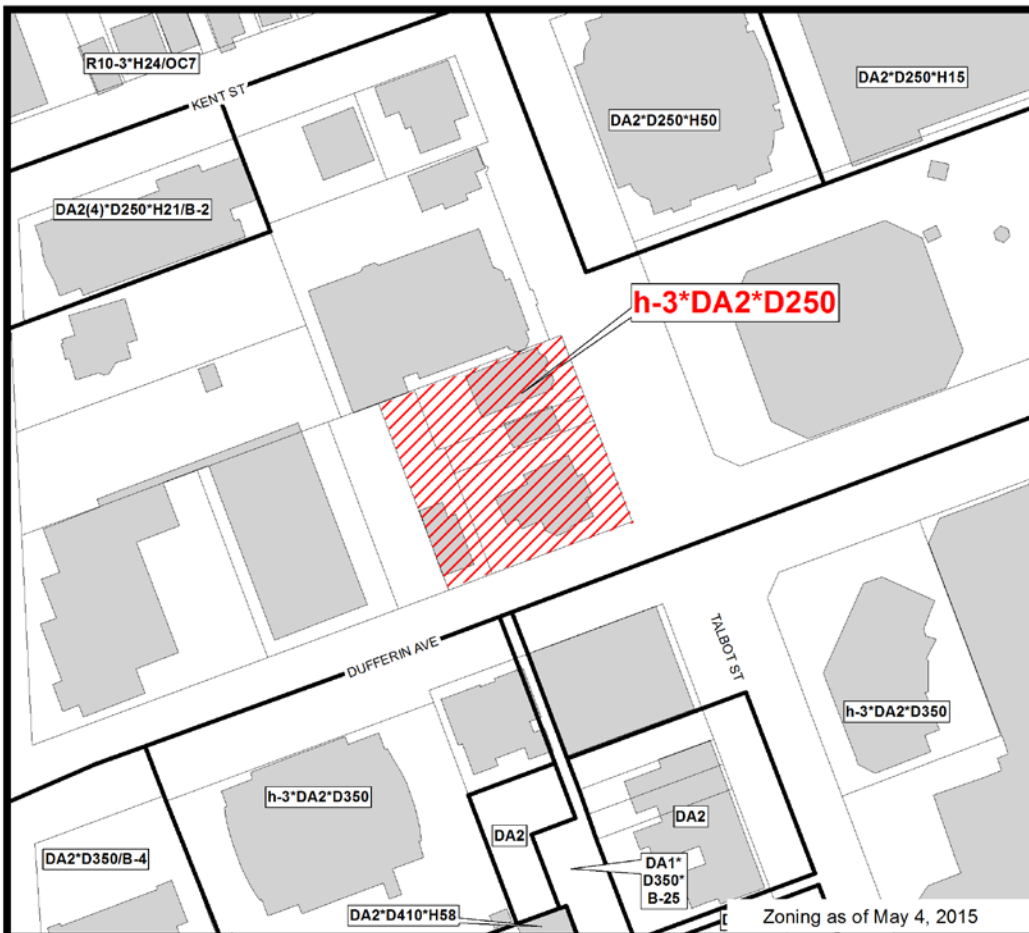 R10-3*H24/OC7
KENT ST
DA2*D250*H15
DA2*D250*H50
DA2(4)*D250*H21/B-2
h-3*DA2*D250
TALBOT ST
DUFFERIN AVE
h-3*DA2*D350
h-3*DA2*D350
DA2
DA2
DA2*D350/B-4
DA1*
D350*
B-25
DA2*D410*H58
Zoning as of May 4, 2015